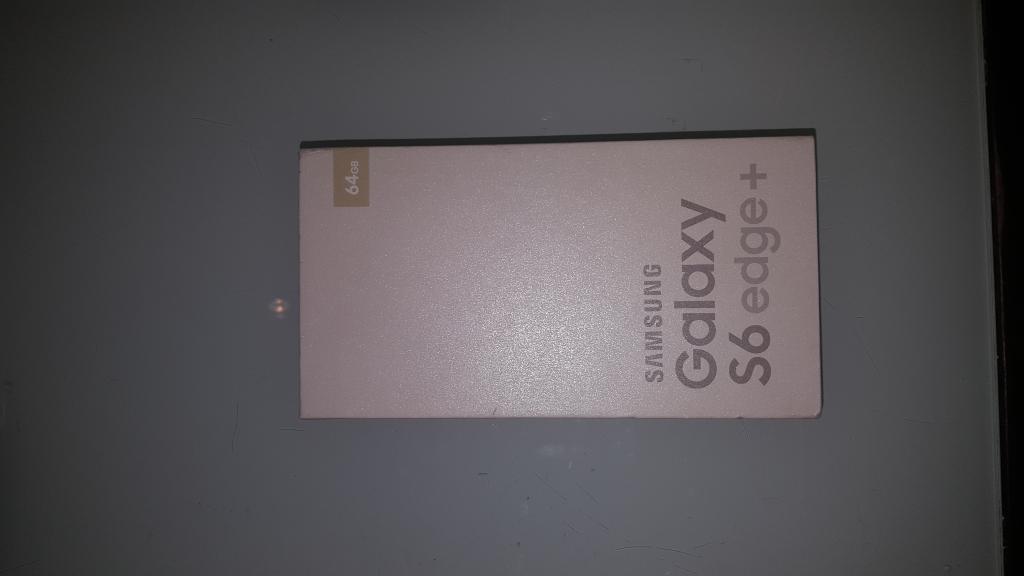 64GB
SAMSUNG
Galaxy
S6 edge+